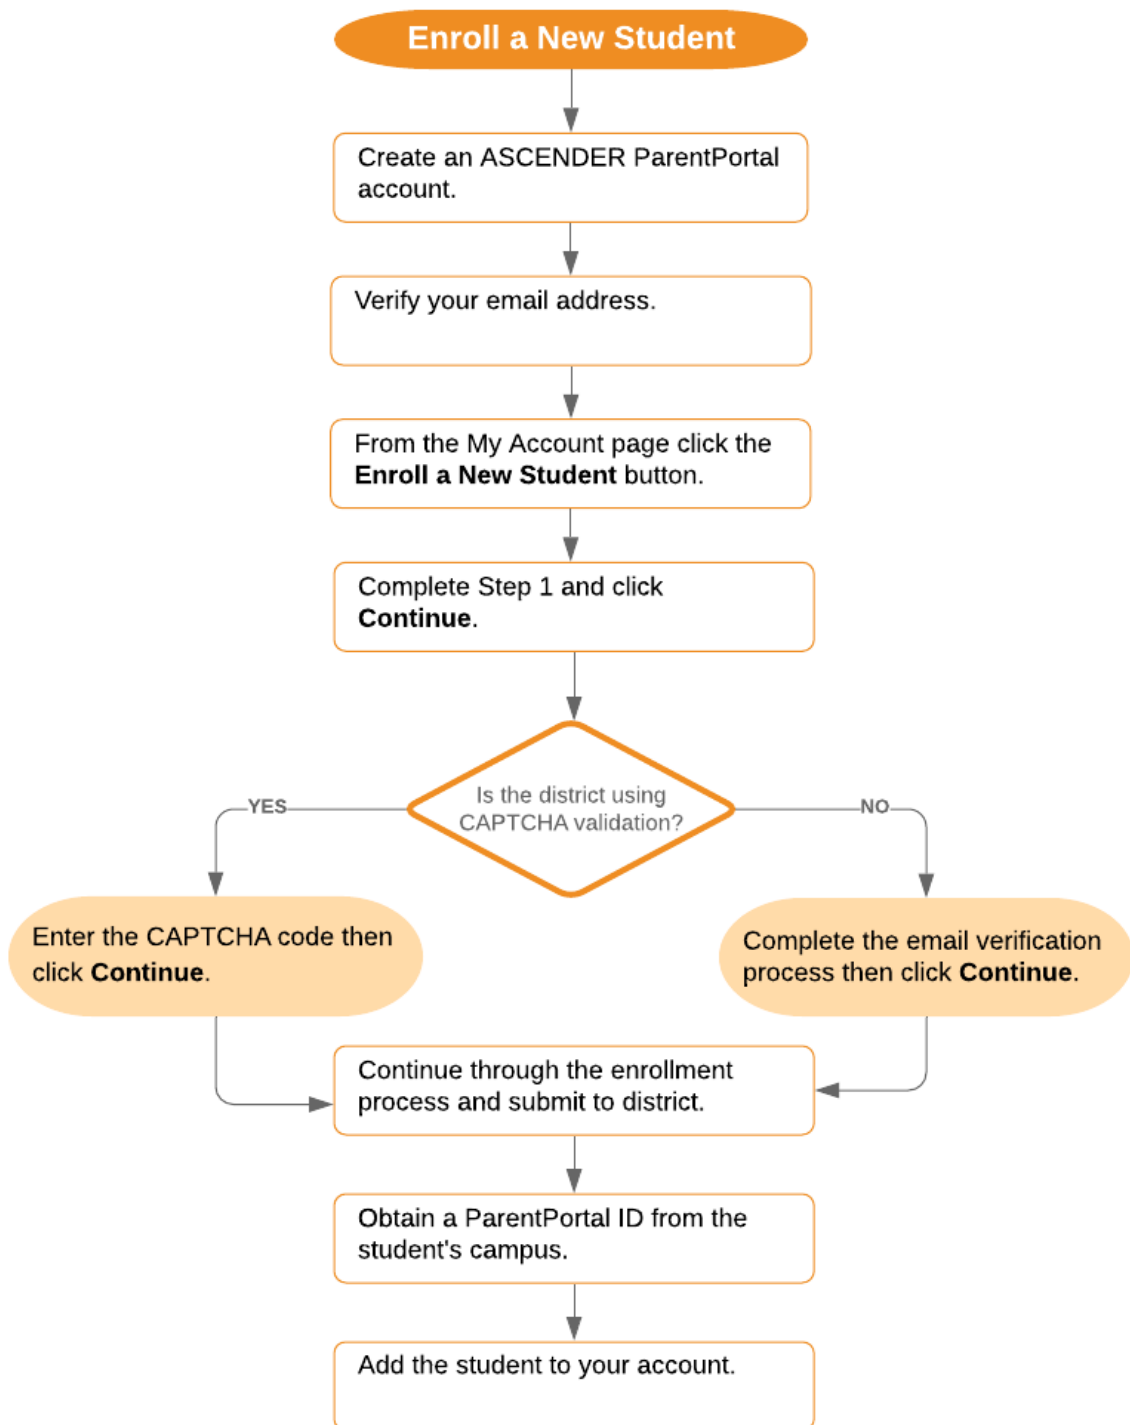 Enroll a New Student
Create an ASCENDER ParentPortal
account.
Verify your email address.
From the My Account page click the
Enroll a New Student button.
Complete Step 1 and click
Continue.
Is the district using
CAPTCHA validation?
YES
NO
Enter the CAPTCHA code then
click Continue.
Complete the email verification
process then click Continue.
Continue through the enrollment
process and submit to district.
Obtain a ParentPortal ID from the
student's campus.
Add the student to your account.